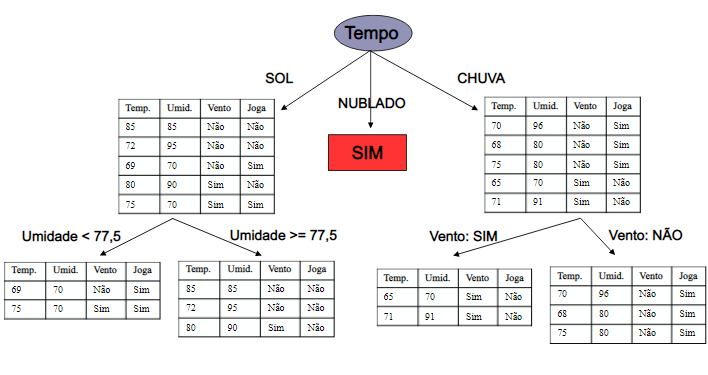 Tempo
SOL
NUBLADO
CHUVA
SIM
Temp. Umid. Vento Joga
85 85 Não Não
72 95 Não Não
69 70 Não Sim
80 90 Sim Não
75 70 Sim Sim
Temp. Umid. Vento Joga
70 96 Não Sim
68 80 Não Sim
75 80 Não Sim
65 70 Sim Não
71 91 Sim Não
Umidade < 77,5
Umidade >= 77,5
Vento: SIM
Vento: NÃO
Temp. Umid. Vento Joga
69 70 Não Sim
75 70 Sim Sim
Temp. Umid. Vento Joga
85 85 Não Não
72 95 Não Não
80 90 Sim Não
Temp. Umid. Vento Joga
65 70 Sim Não
71 91 Sim Não
Temp. Umid. Vento Joga
70 96 Não Sim
68 80 Não Sim
75 80 Não Sim